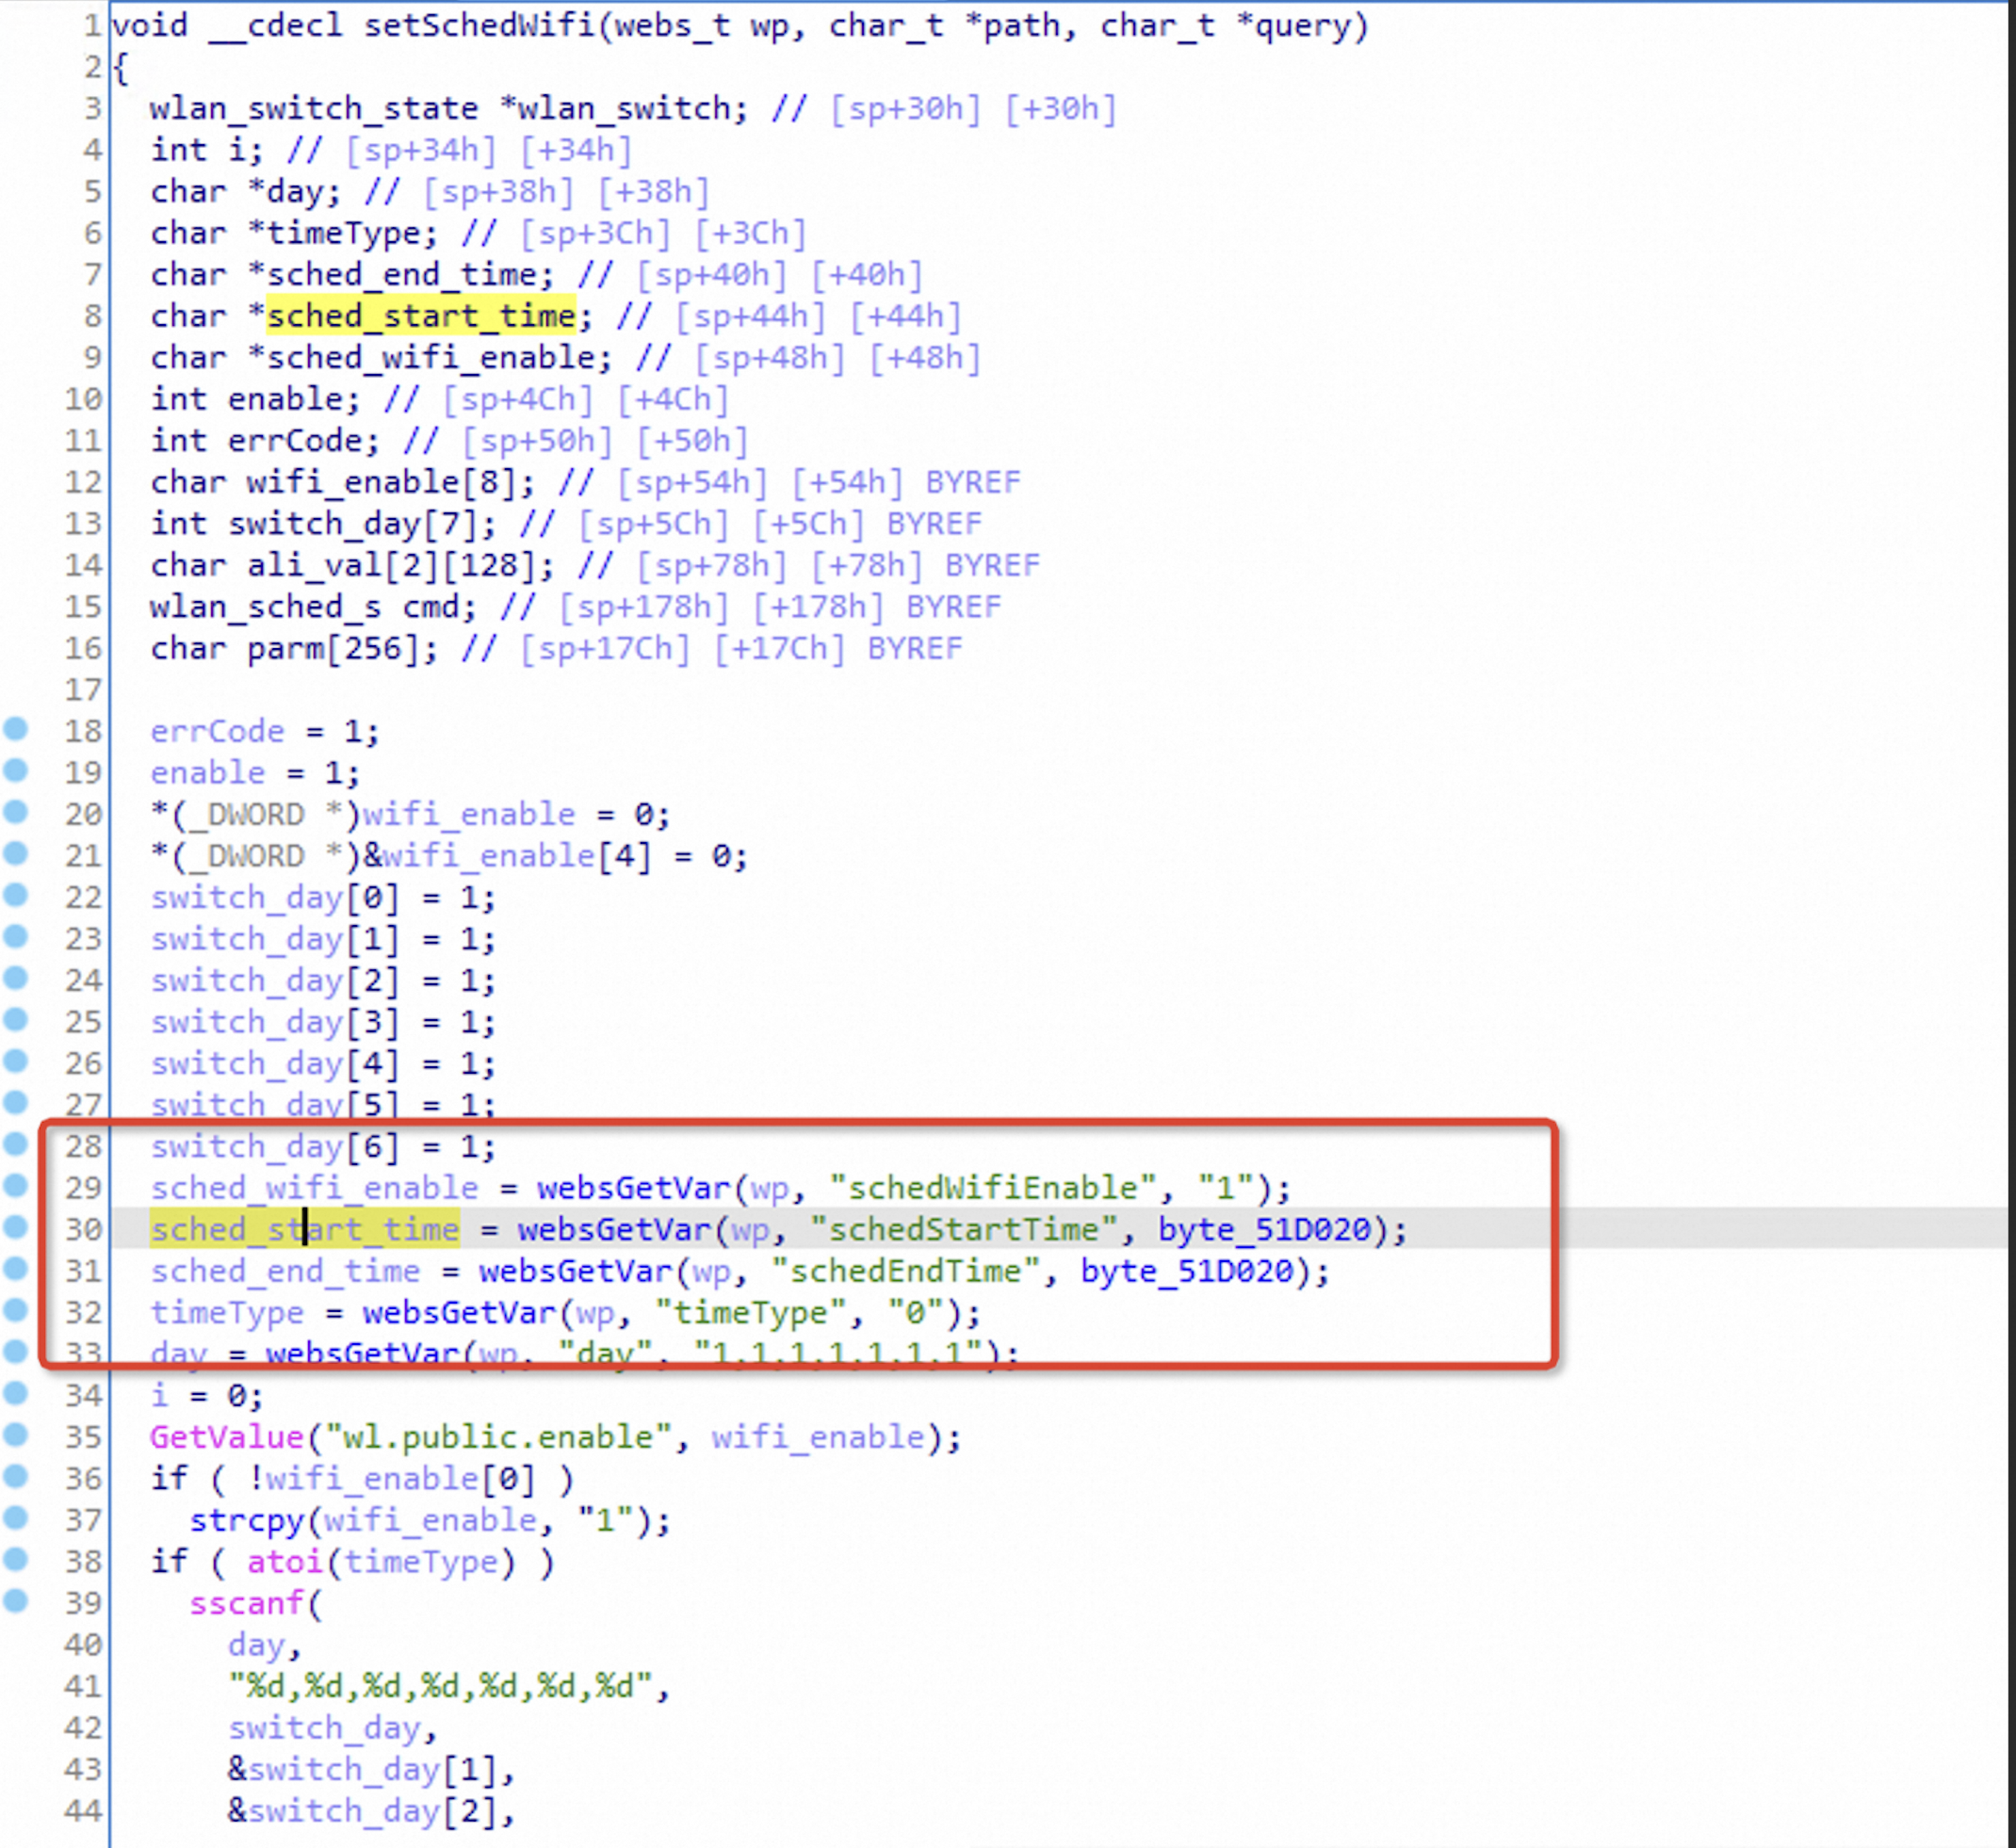 1 void __cdecl setSchedWifi(webs_t wp, char_t *path, char_t *query)
2 {
3 wlan_switch_state *wlan_switch; // [sp+30h] [+30h]
4 int i; // [sp+34h] [+34h]
5 char *day; // [sp+38h] [+38h]
6 char *timeType; // [sp+3Ch] [+3Ch]
7 char *sched_end_time; // [sp+40h] [+40h]
8 char *sched_start_time; // [sp+44h] [+44h]
9 char *sched_wifi_enable; // [sp+48h] [+48h]
10 int enable; // [sp+4Ch] [+4Ch]
11 int errCode; // [sp+50h] [+50h]
12 char wifi_enable[8]; // [sp+54h] [+54h] BYREF
13 int switch_day[7]; // [sp+5Ch] [+5Ch] BYREF
14 char ali_val[2][128]; // [sp+78h] [+78h] BYREF
15 wlan_sched_s cmd; // [sp+178h] [+178h] BYREF
16 char parm[256]; // [sp+17Ch] [+17Ch] BYREF
17
18 errCode = 1;
19 enable = 1;
20 *(_DWORD *)wifi_enable = 0;
21 *(_DWORD *)&wifi_enable[4] = 0;
22 switch_day[0] = 1;
23 switch_day[1] = 1;
24 switch_day[2] = 1;
25 switch_day[3] = 1;
26 switch_day[4] = 1;
27 switch_day[5] = 1;
28 switch_day[6] = 1;
29 sched_wifi_enable = websGetVar(wp, "schedWifiEnable", "1");
30 sched_start_time = websGetVar(wp, "schedStartTime", byte_51D020);
31 sched_end_time = websGetVar(wp, "schedEndTime", byte_51D020);
32 timeType = websGetVar(wp, "timeType", "0");
33 day = websGetVar(wp, "day", "1,1,1,1,1,1,1");
34 i = 0;
35 GetValue("wl.public.enable", wifi_enable);
36 if ( !wifi_enable[0] )
37 strcpy(wifi_enable, "1");
38 if ( atoi(timeType) )
39 sscanf(
40 day,
41 "%d,%d,%d,%d,%d,%d,%d",
42 switch_day,
43 &switch_day[1],
44 &switch_day[2],